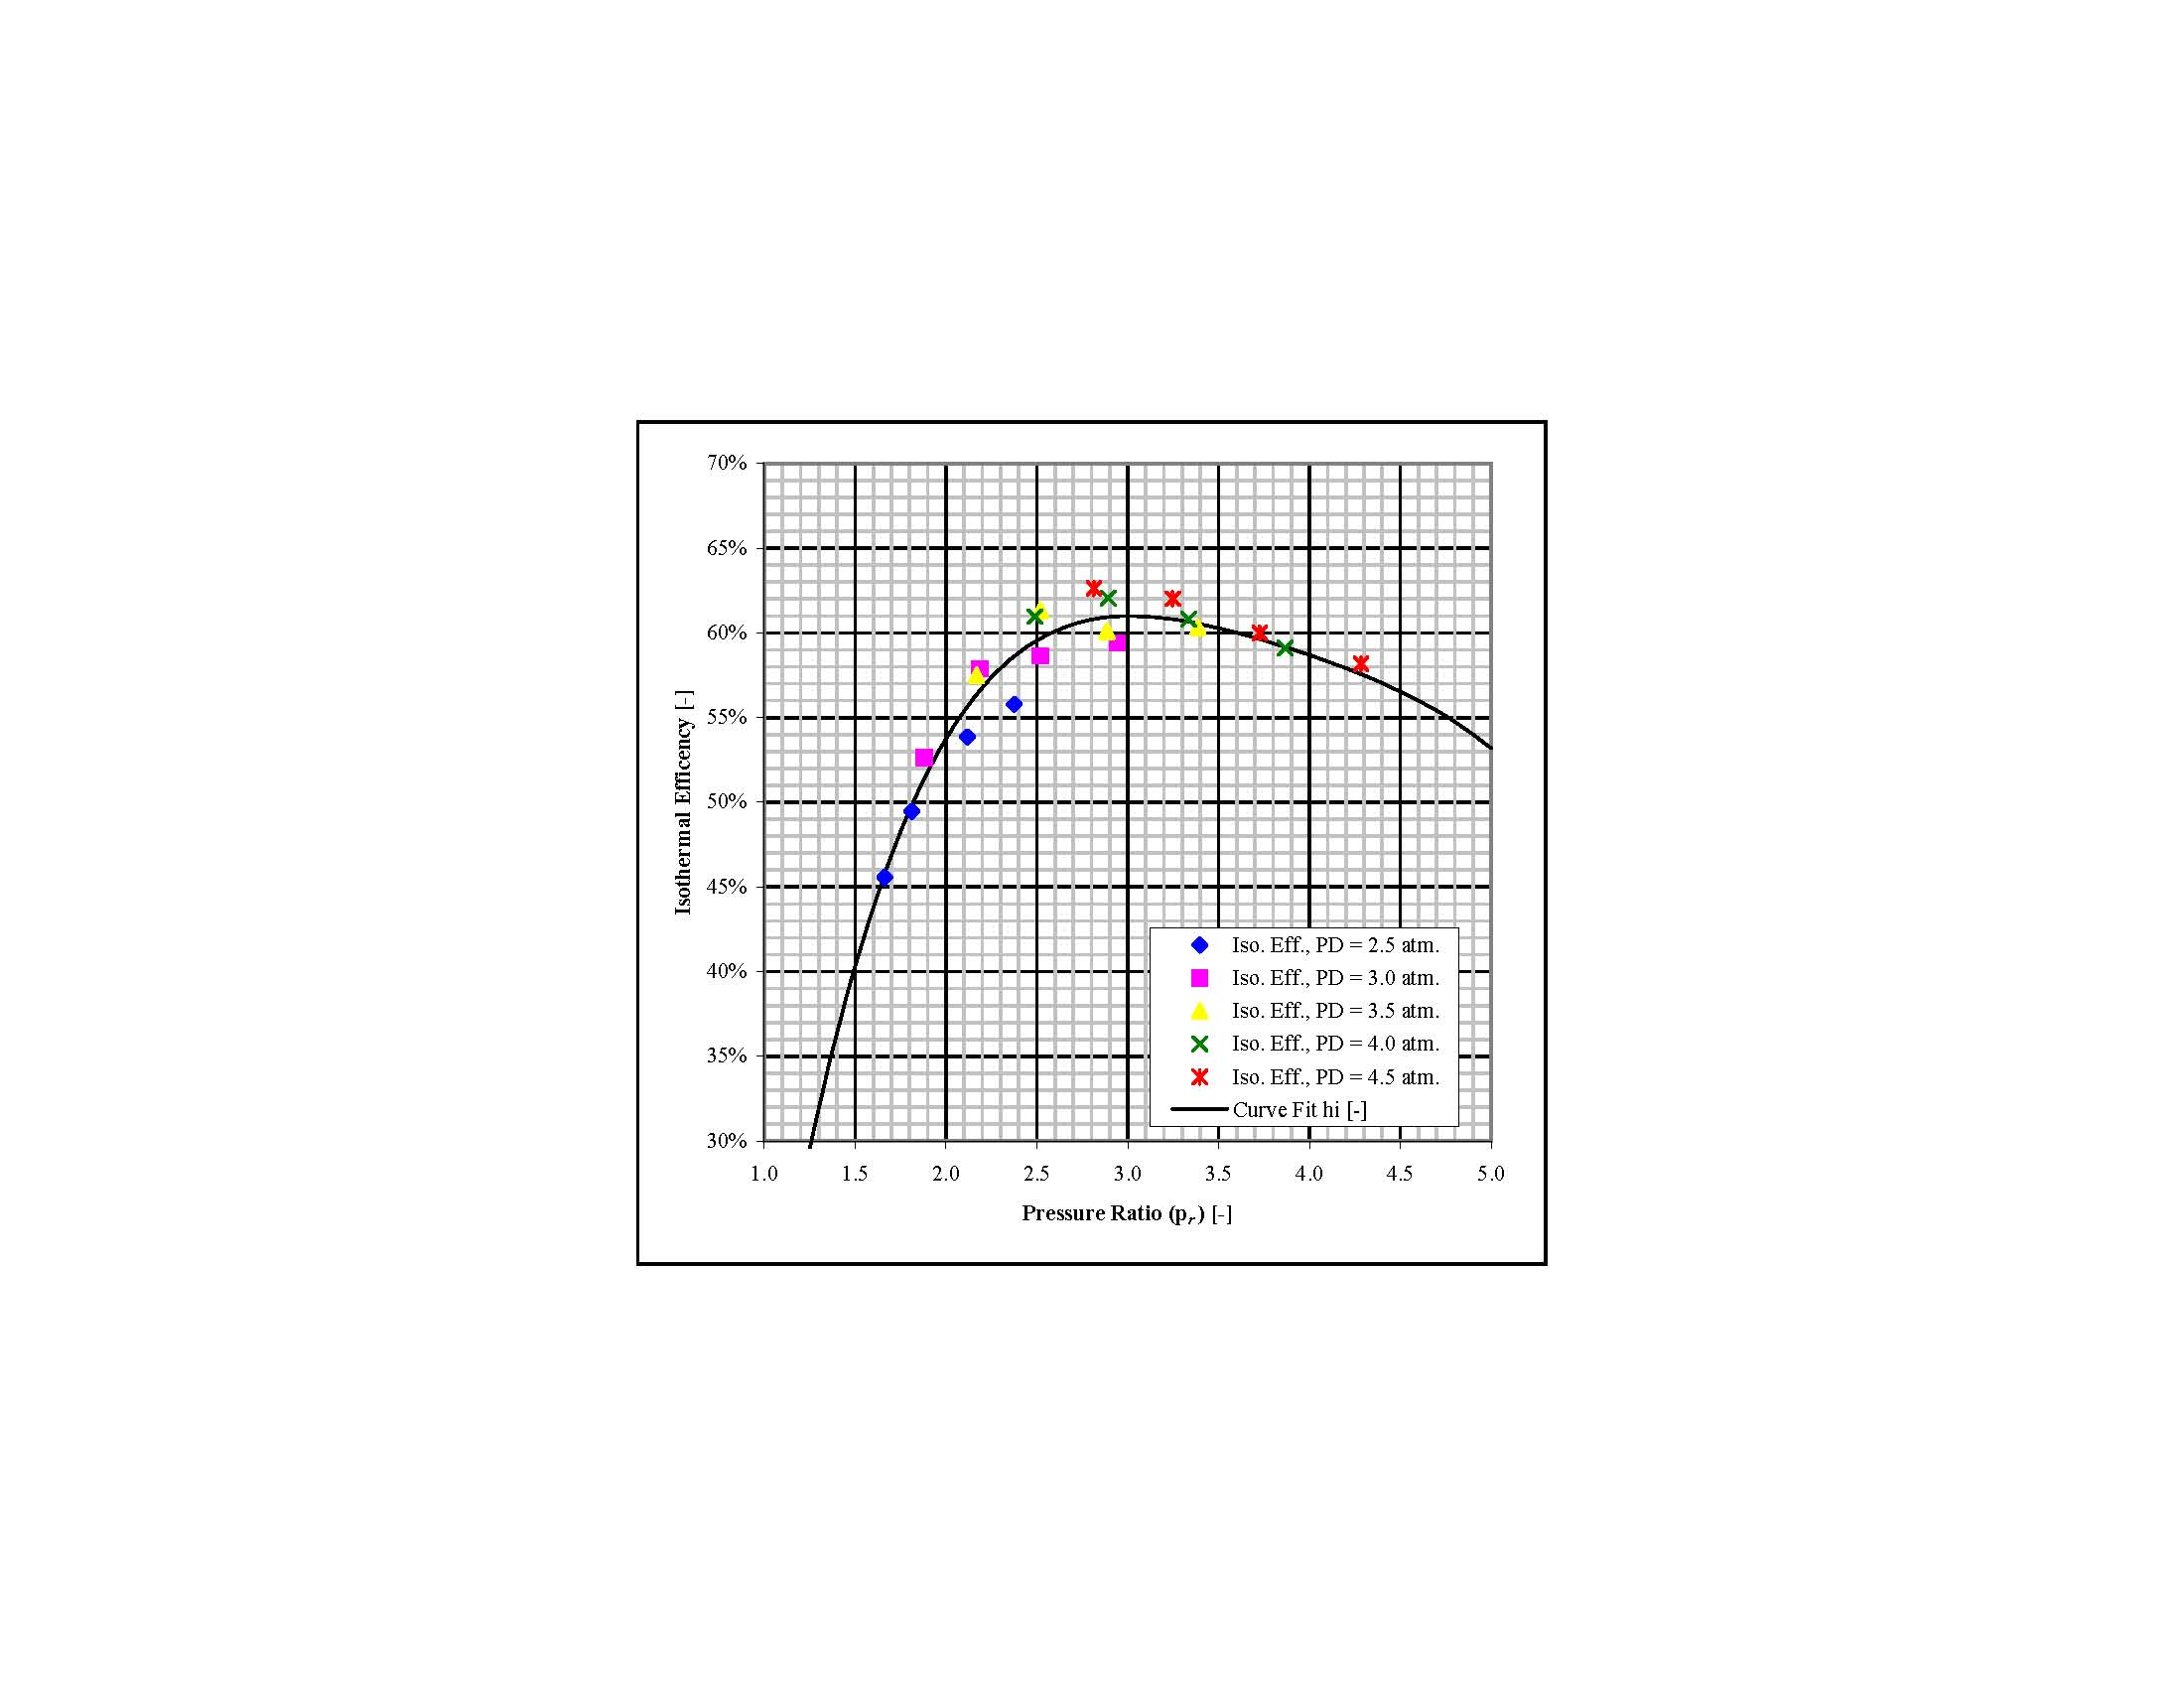 70%
65%
60%
55%
50%
45%
40%
35%
30%
Isothermal Efficency [-]
Iso. Eff., PD = 2.5 atm.
Iso. Eff., PD = 3.0 atm.
Iso. Eff., PD = 3.5 atm.
Iso. Eff., PD = 4.0 atm.
Iso. Eff., PD = 4.5 atm.
Curve Fit hi [-]
1.0 1.5 2.0 2.5 3.0 3.5 4.0 4.5 5.0
Pressure Ratio (pr) [-]